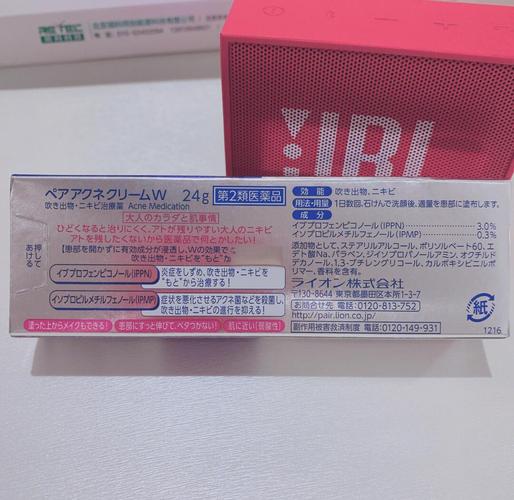 RETEC
JBL
ペアアクネクリームW 24g 第2類医薬品
吹き出物・ニキビ治療薬 Acne Medication
大人のカラダと肌事情
ひどくなると治りにくく、アトが残りやすい大人のニキビ
アトを残したくないから医薬品で何とかしたい!
【患部を開かずに有効成分が浸透し、Wの効果で】
吹き出物・ニキビを"もと"から
イブプロフェンピコノール(IPPN) 炎症をしずめ、吹き出物・ニキビを
"もと"から治療する!
イソプロピルメチルフェノール(IPMP) 症状を悪化させるアクネ菌などを殺菌し、
吹き出物・ニキビの進行を抑える!
塗った上からメイクもできる! 患部にすっと伸びて、ベタつかない! 肌に近い(弱酸性)
押して
あける
効能 吹き出物、ニキビ
用法・用量 1日数回、石けんで洗顔後、適量を患部に塗布します。
成分
イブプロフェンピコノール(IPPN) 3.0%
イソプロピルメチルフェノール(IPMP) 0.3%
添加物として、ステアリルアルコール、ポリソルベート60、エ
デト酸Na、パラベン、ジイソプロパノールアミン、オクチルド
デカノール、1,3-ブチレングリコール、カルボキシビニルポ
リマー、香料を含有。
ライオン株式会社
〒130-8644 東京都墨田区本所1-3-7
お問合せ先 電話:0120-813-752
http://pair.lion.co.jp/
副作用被害救済制度 電話:0120-149-931
紙
1216